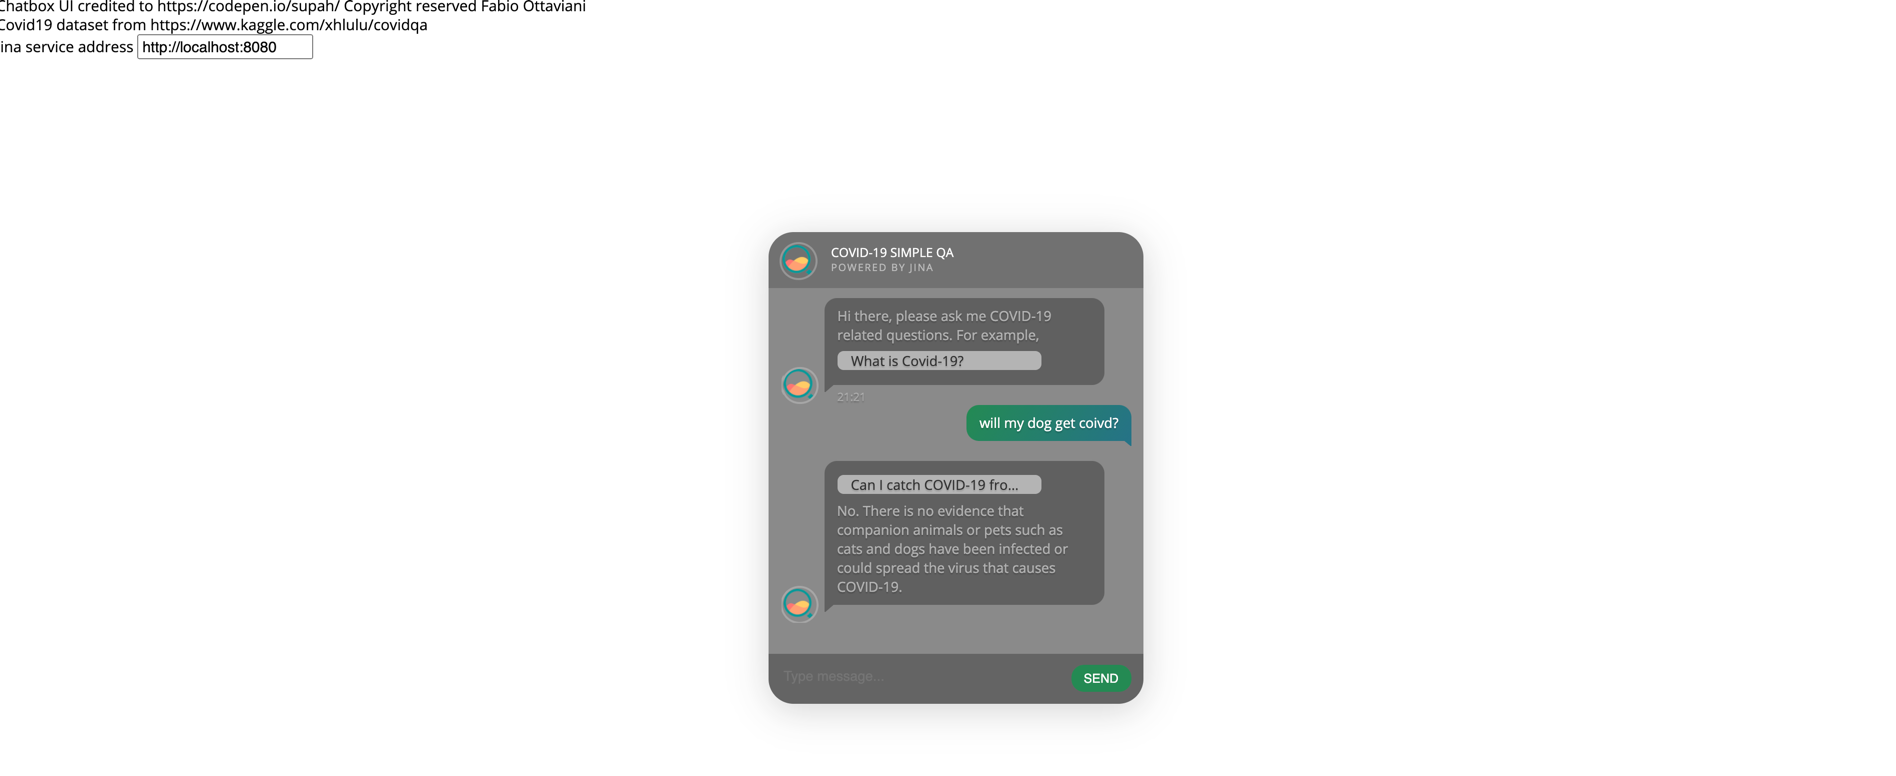 Chatbox UI credited to https://codepen.io/supah/ Copyright reserved Fabio Ottaviani
Covid19 dataset from https://www.kaggle.com/xhlulu/covidqa
ina service address http://localhost:8080
COVID-19 SIMPLE QA
POWERED BY JINA
Hi there, please ask me COVID-19
related questions. For example,
What is Covid-19?
21:21
will my dog get coivd?
Can I catch COVID-19 fro...
No. There is no evidence that
companion animals or pets such as
cats and dogs have been infected or
could spread the virus that causes
COVID-19.
Type message...
SEND